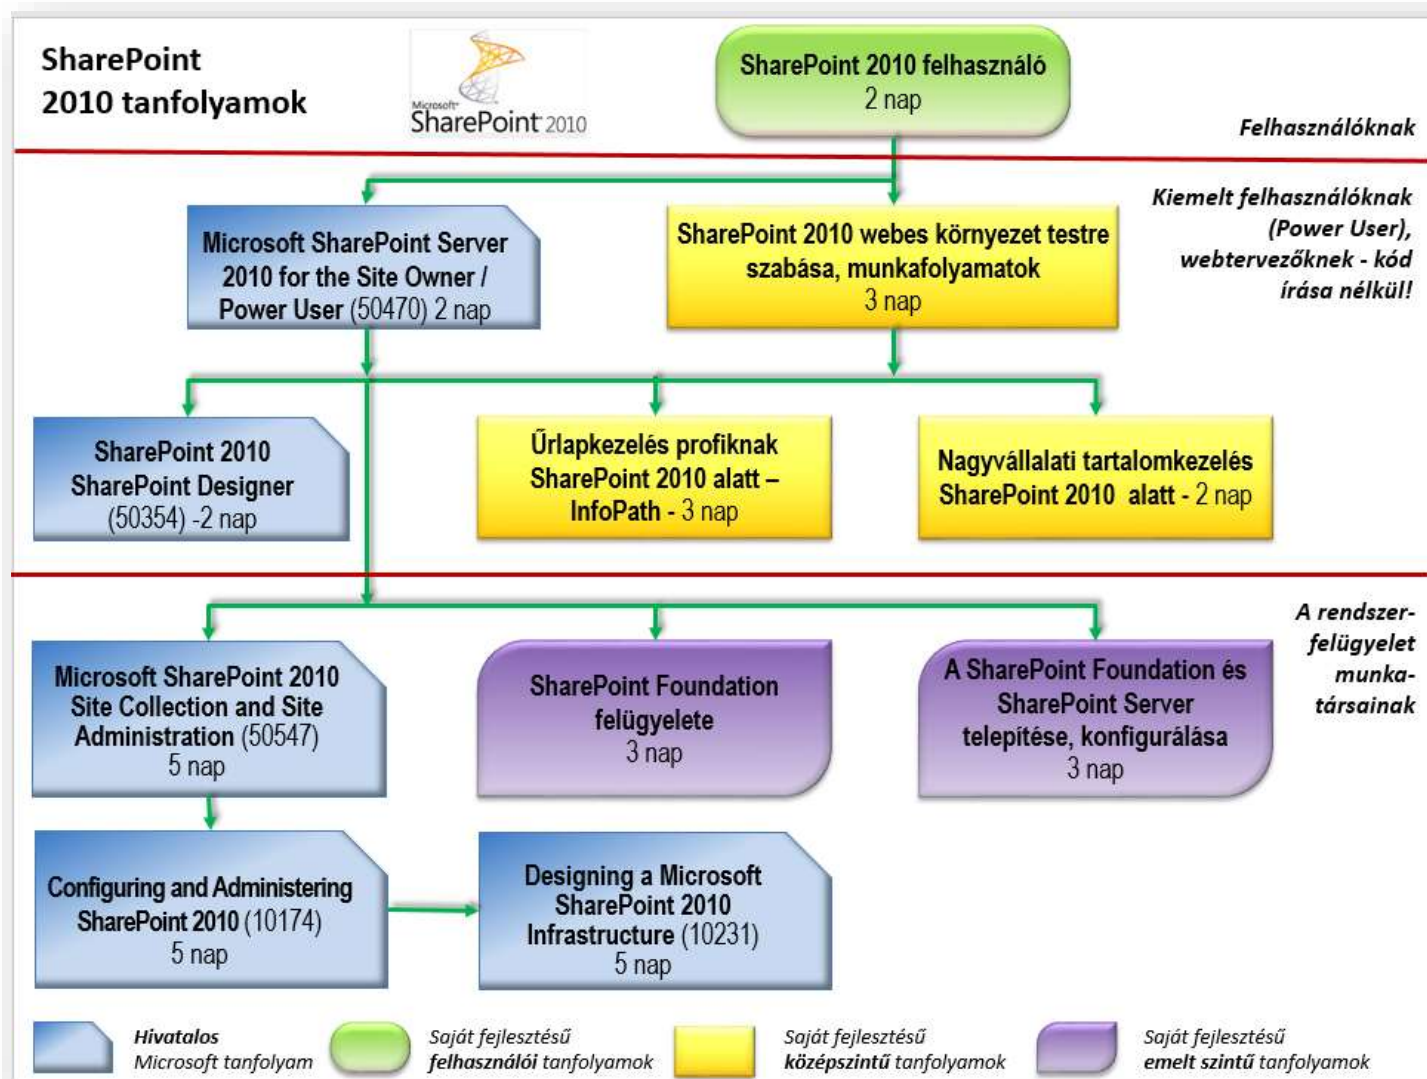 SharePoint
2010 tanfolyamok
Microsoft
SharePoint 2010
SharePoint 2010 felhasználó
2 nap
Felhasználóknak
Microsoft SharePoint Server
2010 for the Site Owner /
Power User (50470) 2 nap
SharePoint 2010 webes környezet testre
szabása, munkafolyamatok
3 nap
Kiemelt felhasználóknak
(Power User),
webtervezőknek - kód
írása nélkül!
SharePoint 2010
SharePoint Designer
(50354) -2 nap
Űrlapkezelés profiknak
SharePoint 2010 alatt –
InfoPath - 3 nap
Nagyvállalati tartalomkezelés
SharePoint 2010 alatt - 2 nap
Microsoft SharePoint 2010
Site Collection and Site
Administration (50547)
5 nap
SharePoint Foundation
felügyelete
3 nap
A SharePoint Foundation és
SharePoint Server
telepítése, konfigurálása
3 nap
A rendszer-
felügyelet
munka-
társainak
Configuring and Administering
SharePoint 2010 (10174)
5 nap
Designing a Microsoft
SharePoint 2010
Infrastructure (10231)
5 nap
Hivatalos
Microsoft tanfolyam
Saját fejlesztésű
felhasználói tanfolyamok
Saját fejlesztésű
középszintű tanfolyamok
Saját fejlesztésű
emelt szintű tanfolyamok